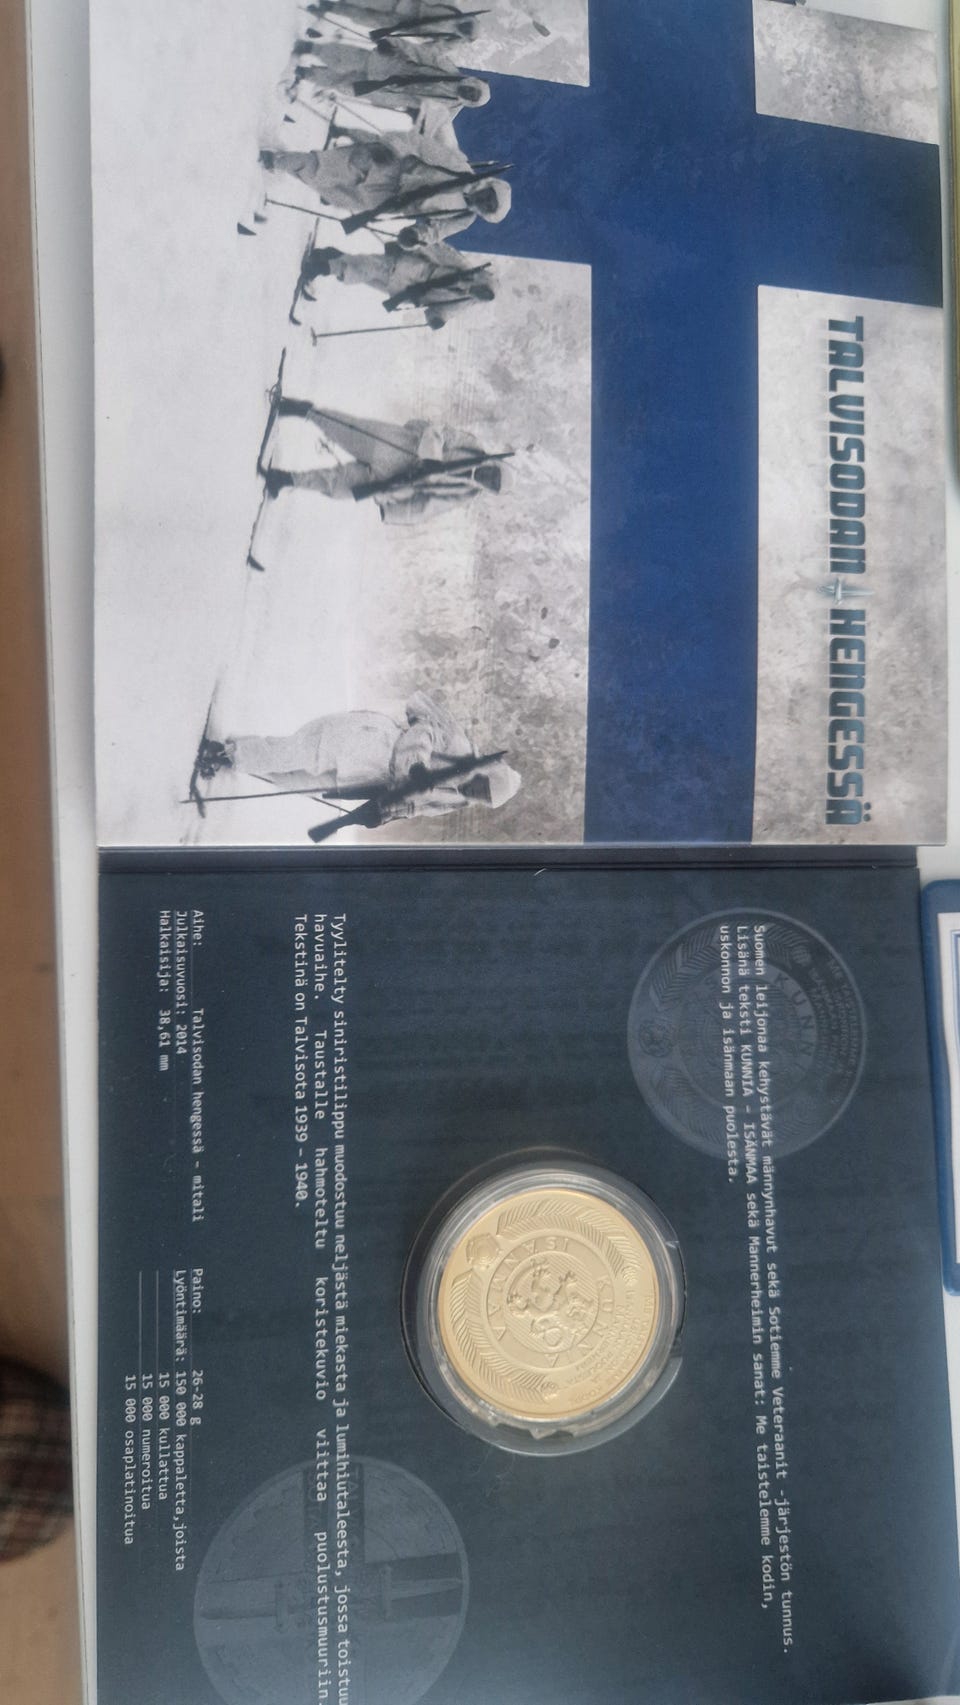 TALVISODAN HENGESSÄ
Suomen leijonaa kehystävät männynhavut sekä Sotiemme Veteraanit -järjestön tunnus.
Lisänä teksti KUNNIA – ISÄNMAA sekä Mannerheimin sanat: Me taistelemme kodin,
uskonnon ja isänmaan puolesta.
KUNNIA
ISÄNMAA
Tyylitelty siniristilippu muodostuu neljästä miekasta ja lumihiutaleesta, jossa toistuu
havuaihe. Taustalle hahmoteltu koristekuvio viittaa puolustusmuuriin.
Tekstinä on Talvisota 1939 – 1940.
Aihe: Talvisodan hengessä – mitali
Julkaisuvuosi: 2014
Halkaisija: 38,61 mm
Paino: 26-28 g
Lyöntimäärä: 150 000 kappaletta, joista
15 000 kullattua
15 000 numeroitua
15 000 osaplatinoitua